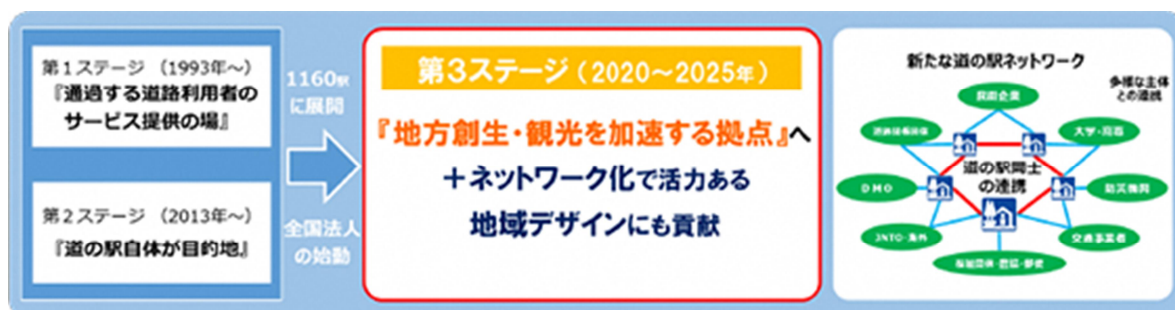 第1ステージ (1993年~)
『通過する道路利用者の
サービス提供の場』
第2ステージ (2013年~)
『道の駅自体が目的地』
1160駅
に展開
全国法人
の始動
第3ステージ (2020~2025年)
『地方創生・観光を加速する拠点』へ
+ネットワーク化で活力ある
地域デザインにも貢献
新たな道の駅ネットワーク
多様な主体
との連携
民間企業
大学・高専
防災機関
交通事業者
JNTO・海外
DMO
道の駅同士
の連携